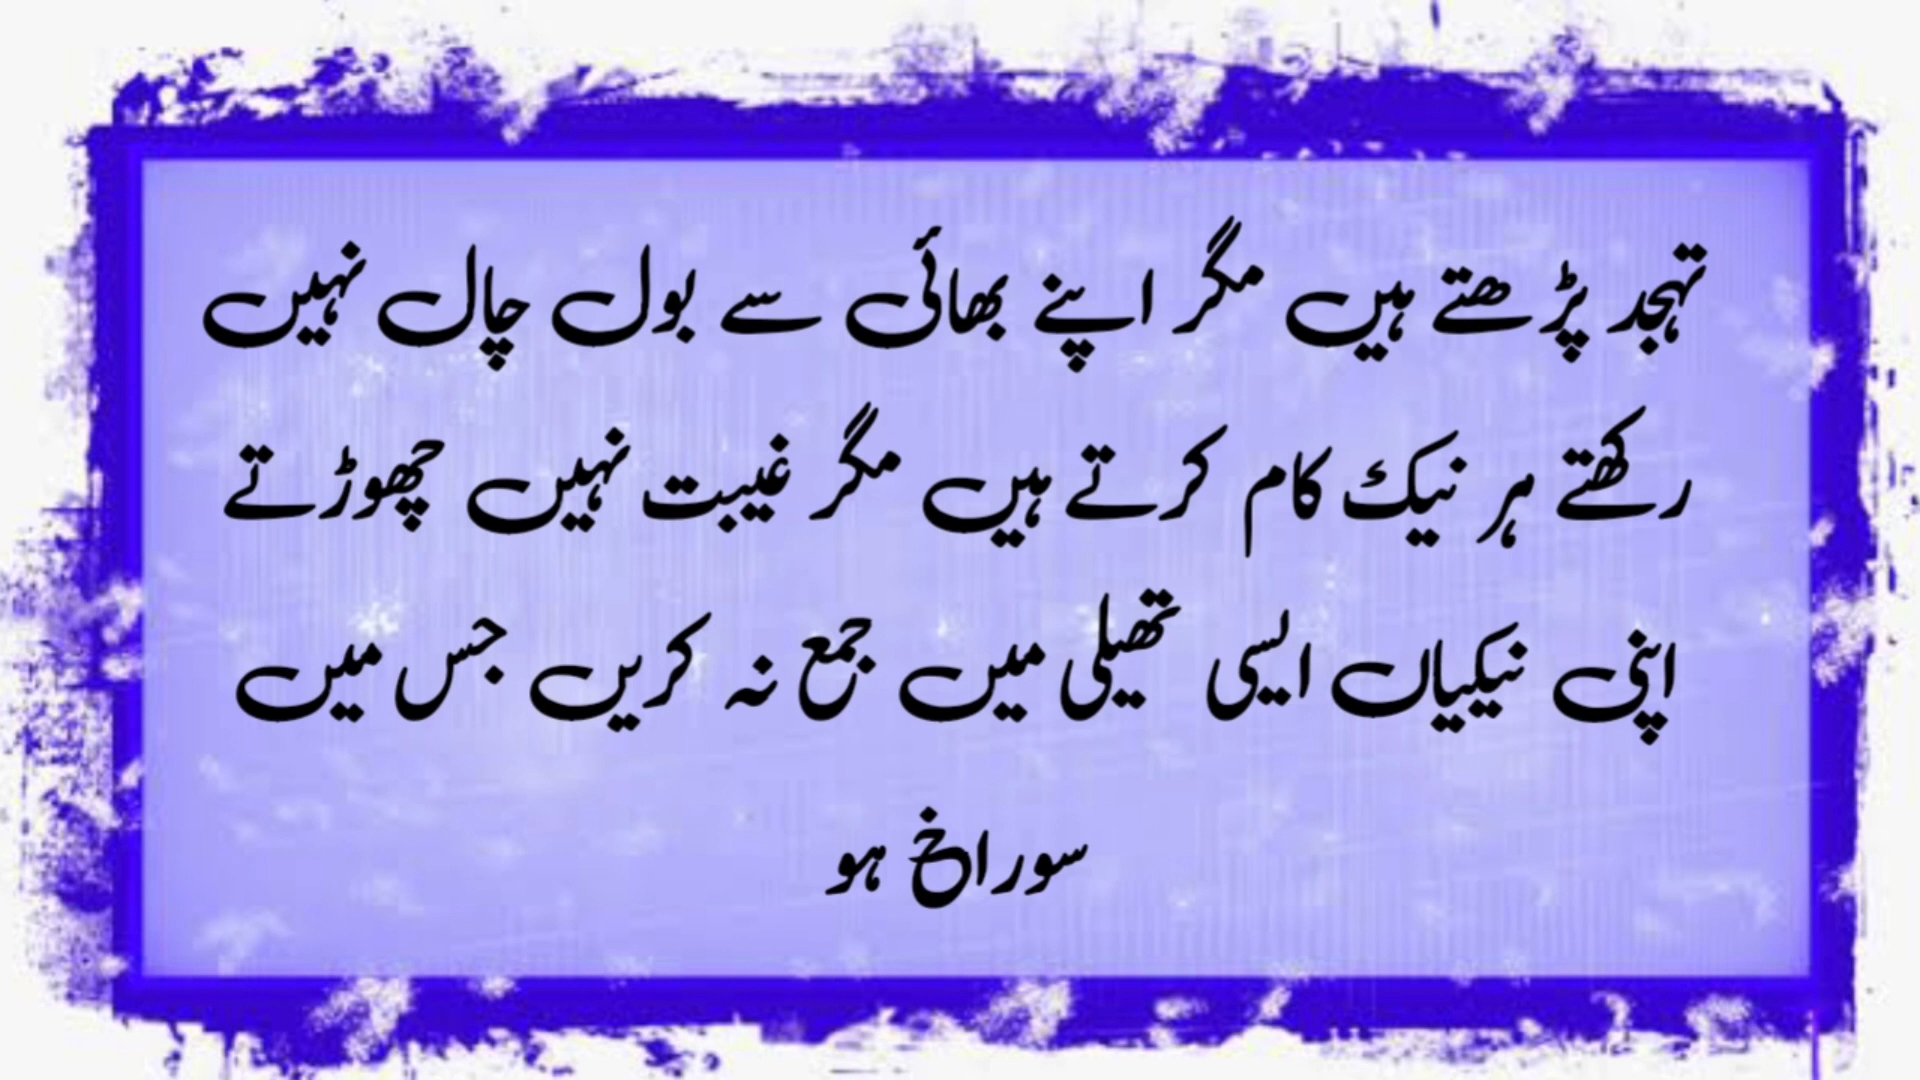 تہجد پڑھتے ہیں مگر اپنے بھائی سے بول چال نہیں
رکھتے ہر نیک کام کرتے ہیں مگر غیبت نہیں چھوڑتے
اپنی نیکیاں ایسی تھیلی میں جمع نہ کریں جس میں
سوراخ ہو